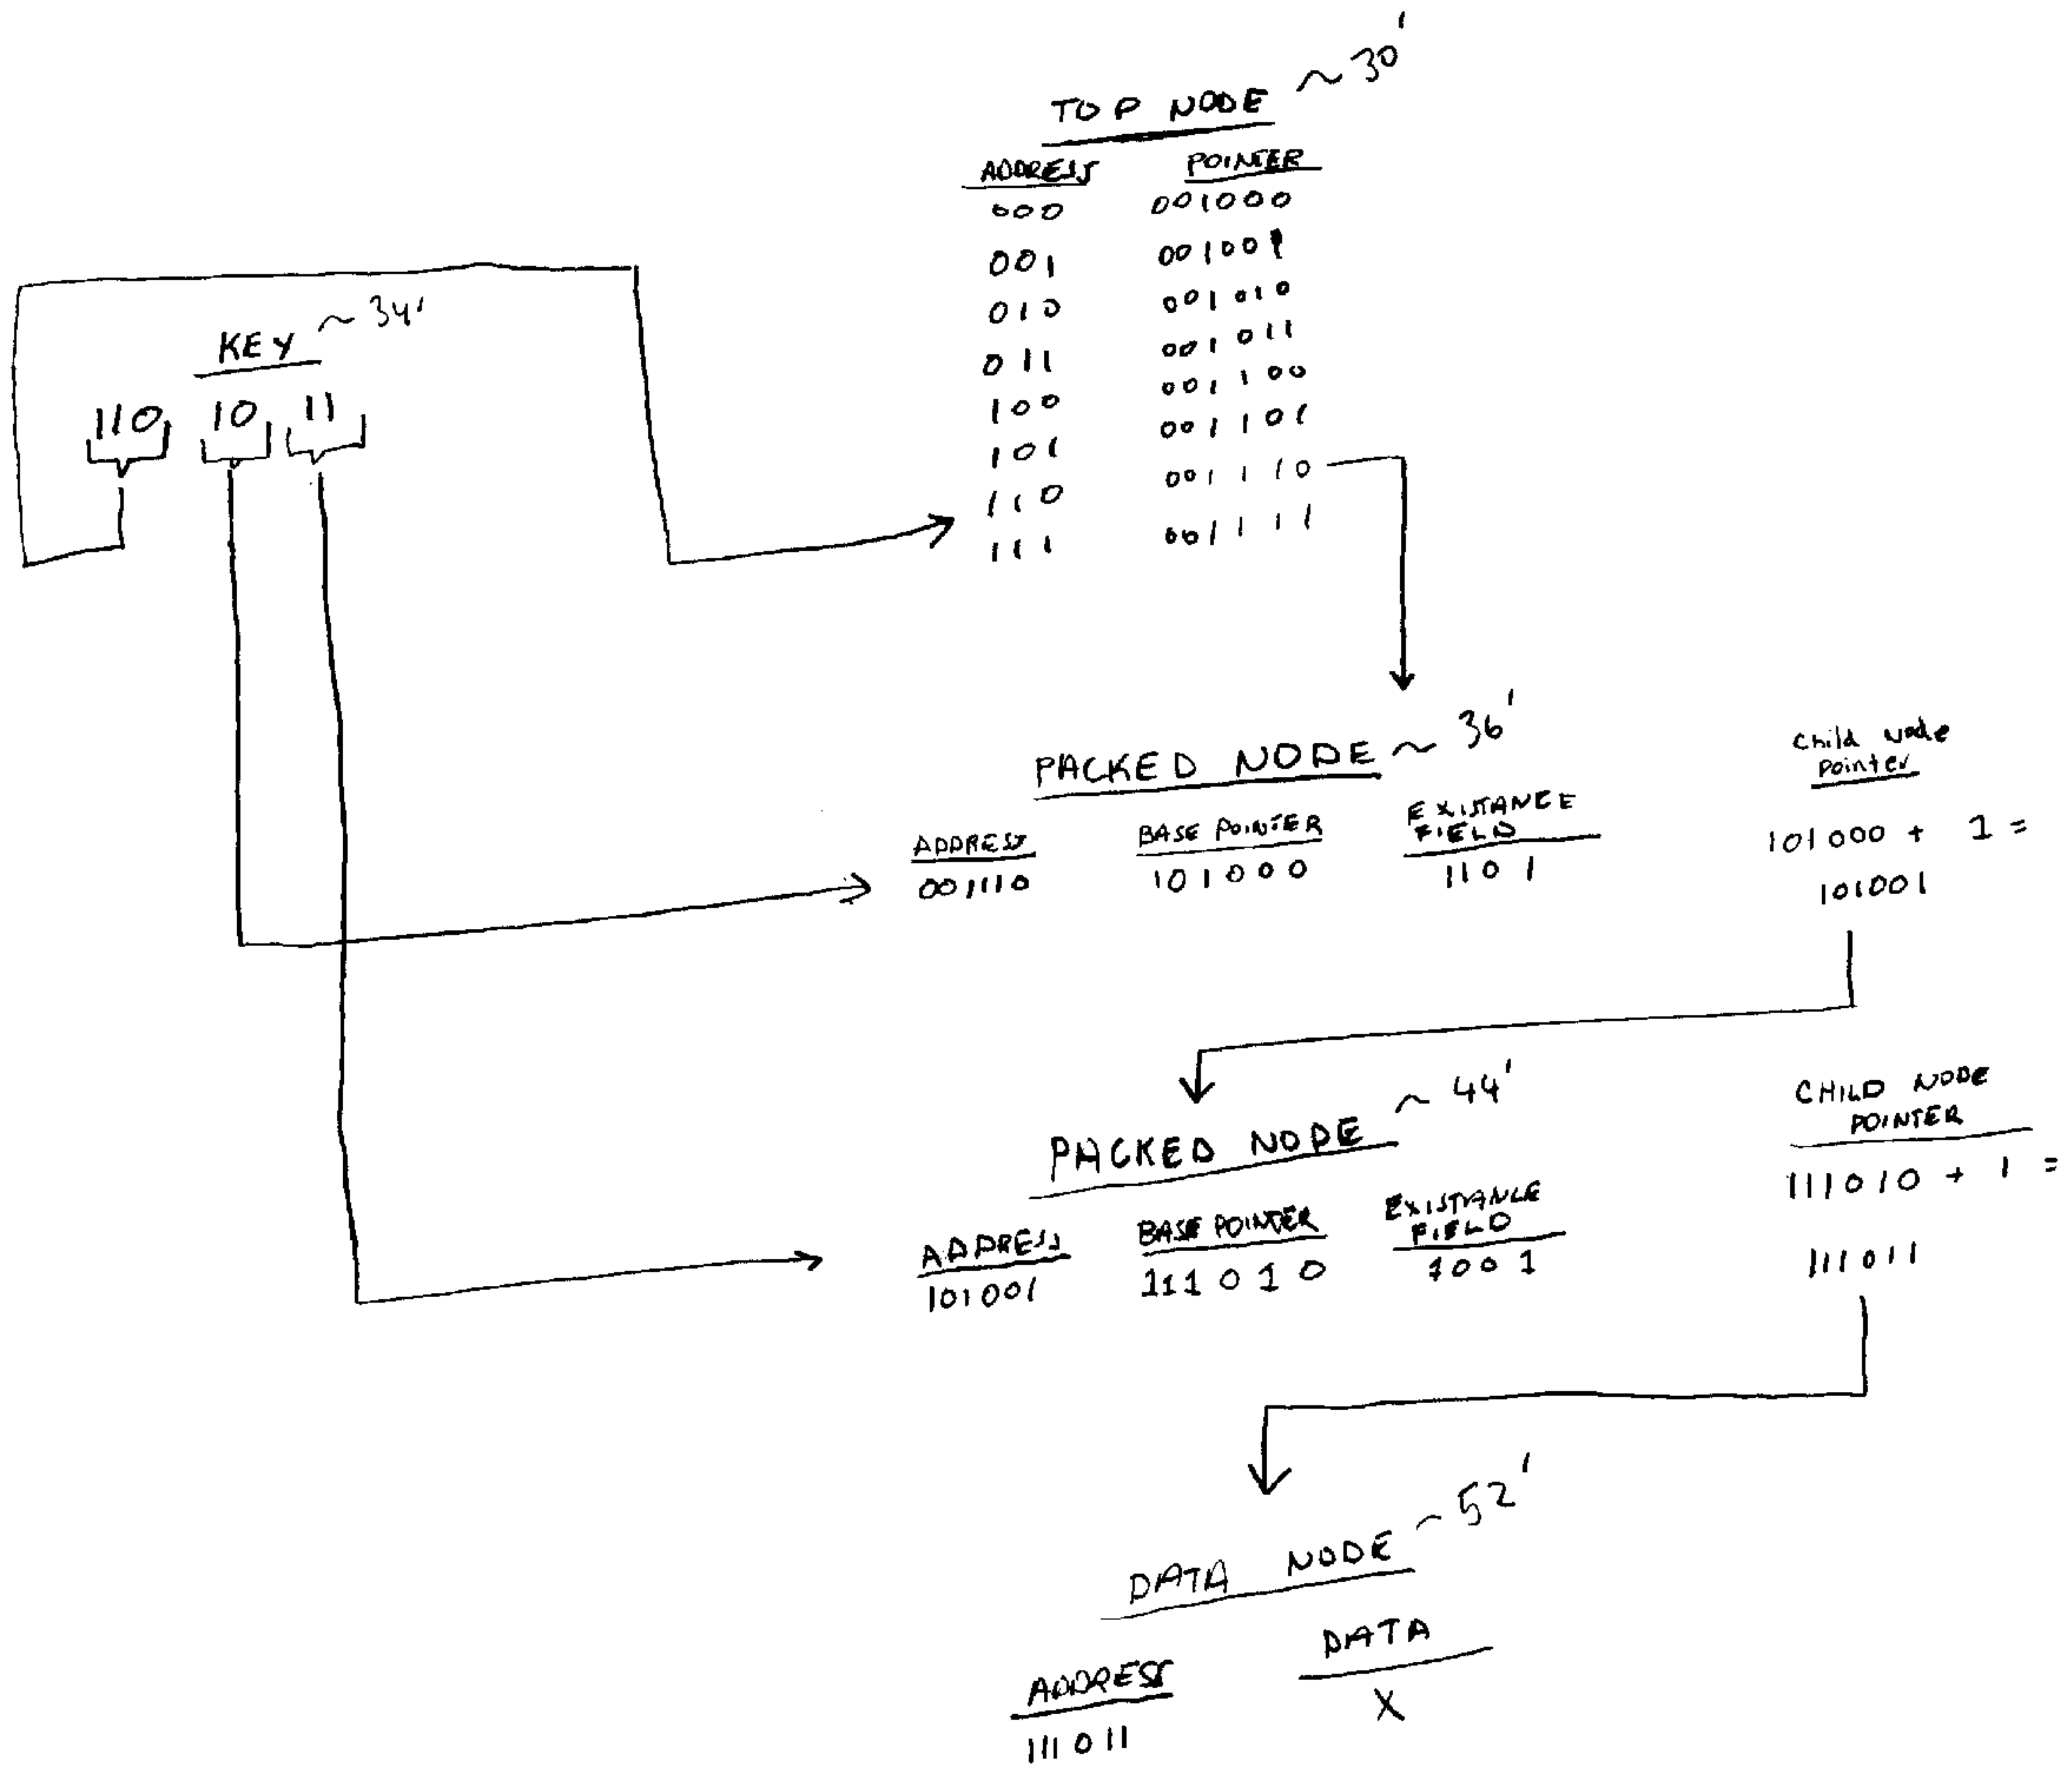 TOP NODE ~ 30'
ADDRESS POINTER
000 001000
001 001001
010 001010
011 001011
100 001100
101 001101
110 001110
111 001111
KEY ~ 34'
110 10 11
PACKED NODE ~ 36'
ADDRESS BASE POINTER EXISTANCE FIELD
001110 101000 1101
Child Node
Pointer
101000 + 1 =
101001
PACKED NODE ~ 44'
ADDRESS BASE POINTER EXISTANCE FIELD
101001 111010 1001
CHILD NODE
POINTER
111010 + 1 =
111011
DATA NODE ~ 52'
ADDRESS DATA
111011 X